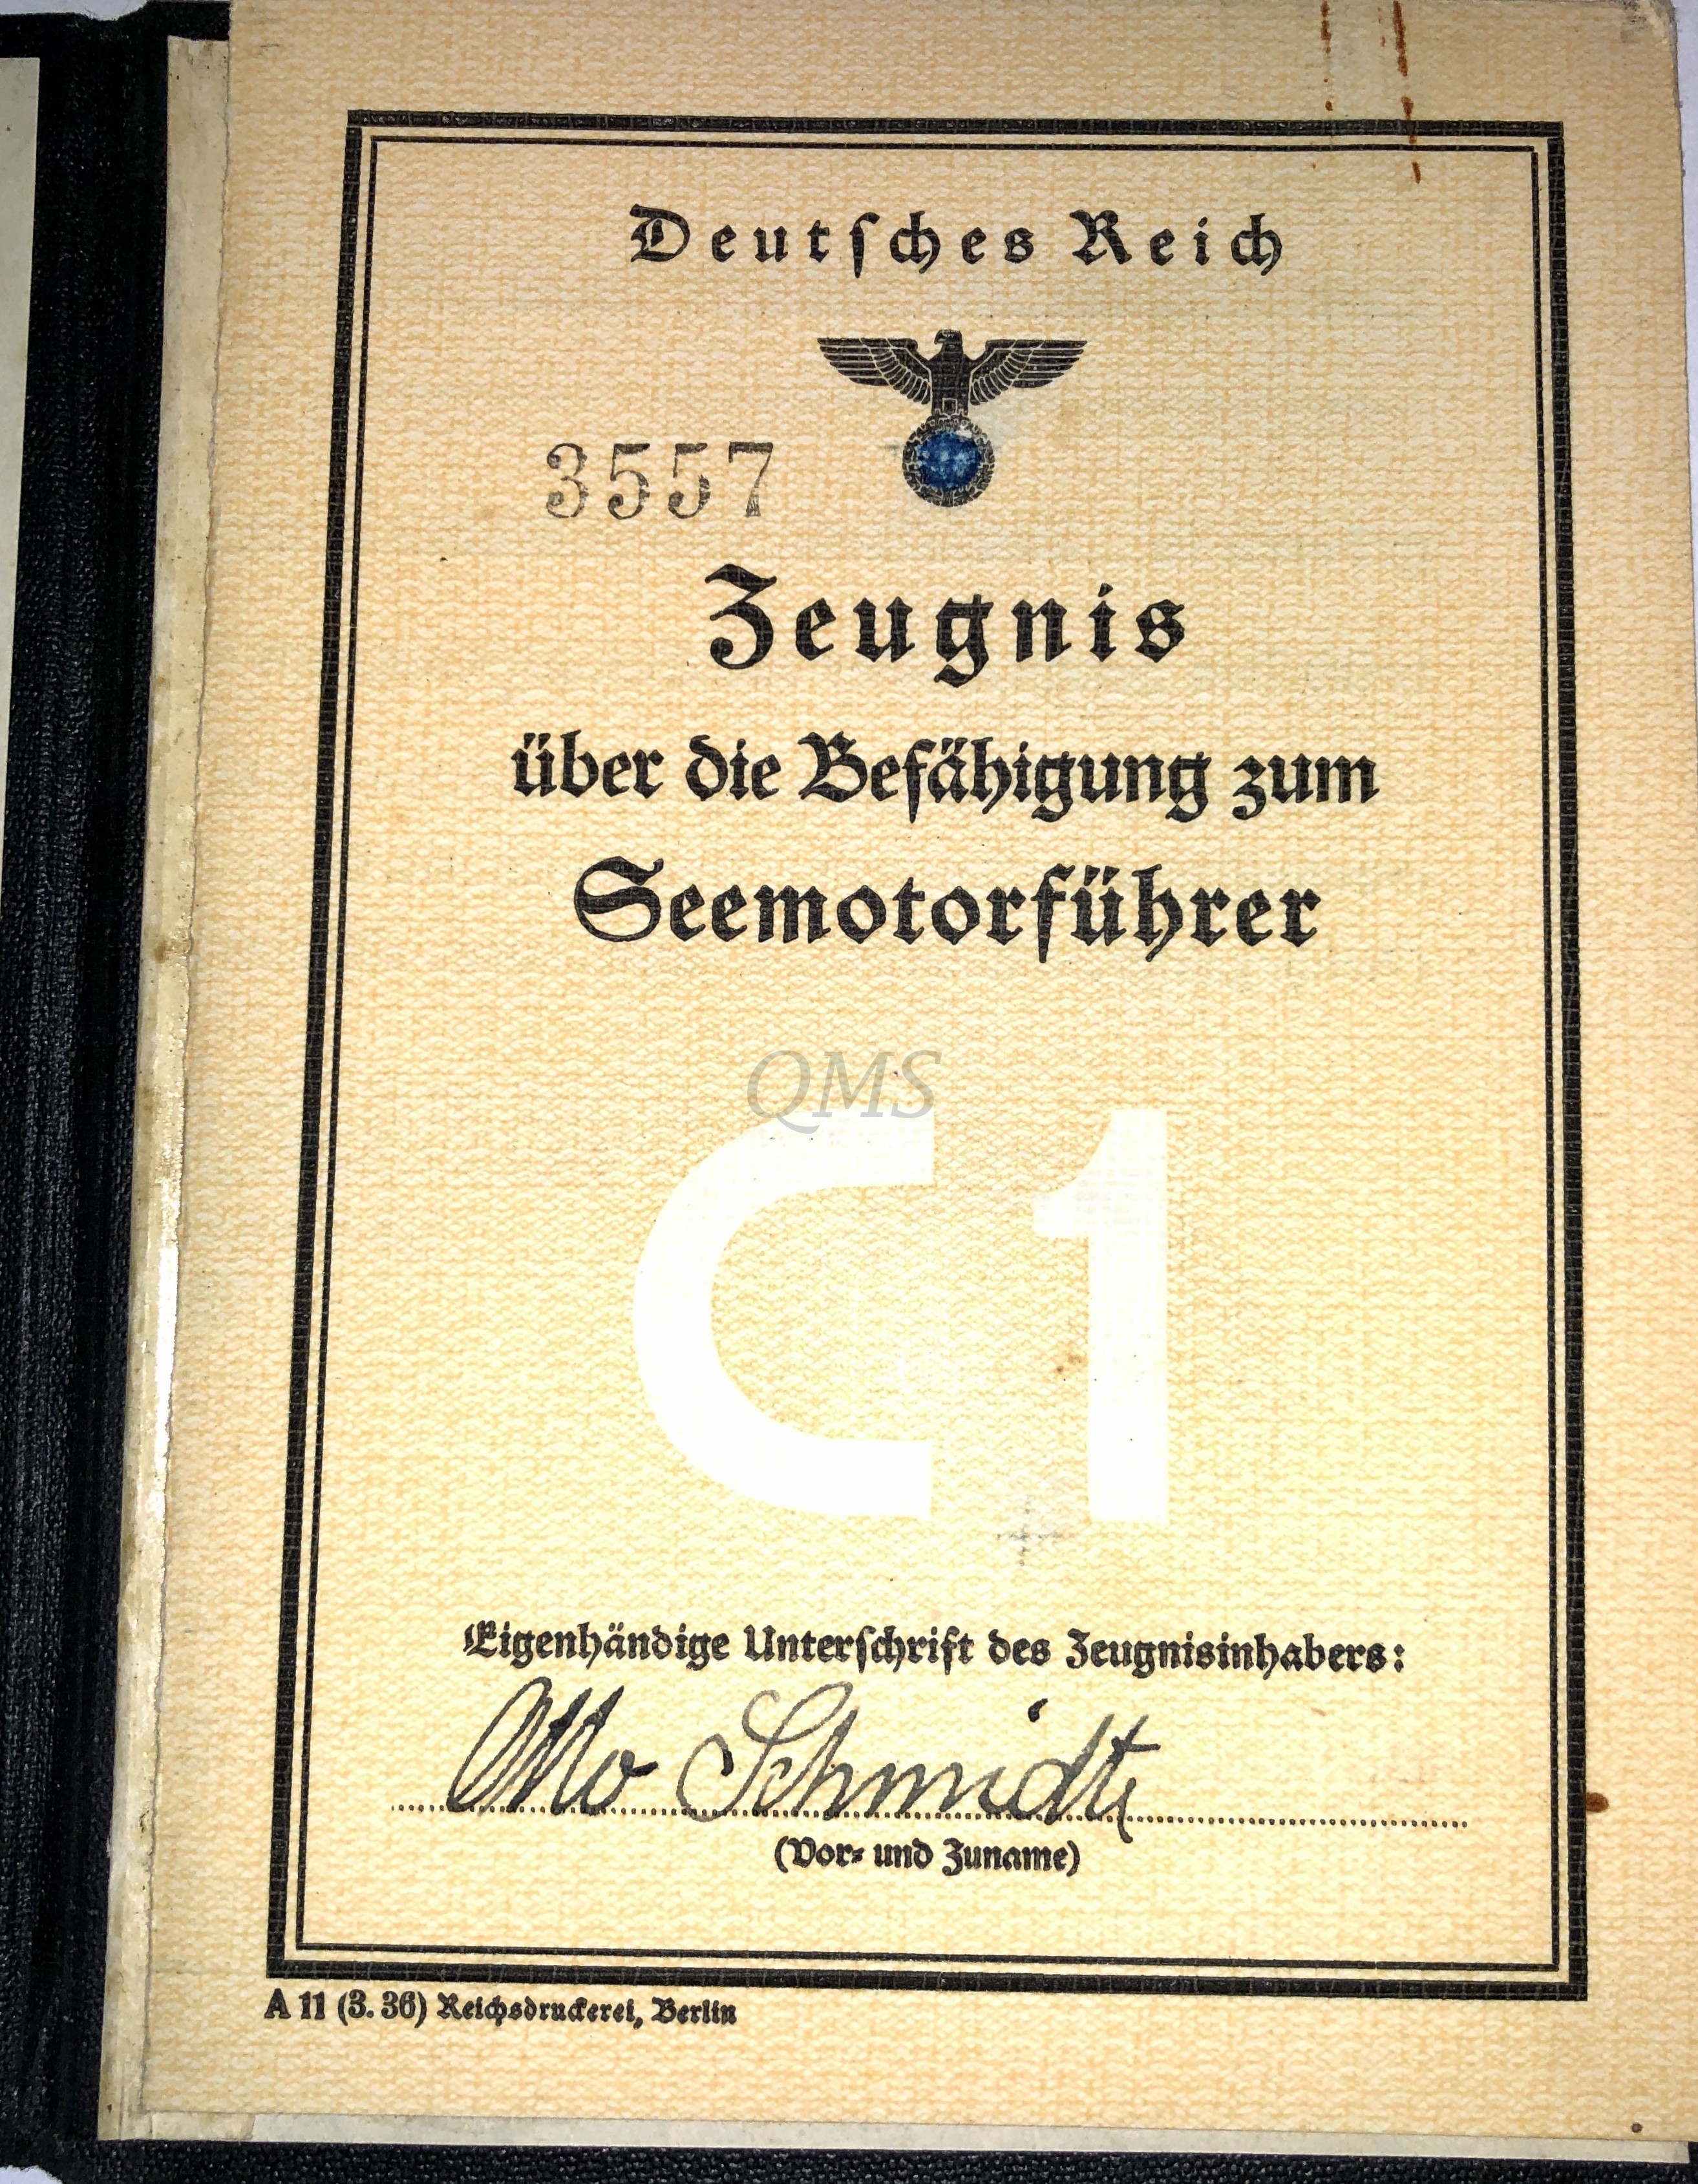 Deutsches Reich
3557
Zeugnis
über die Befähigung zum
Seemotorführer
QMS
C1
Eigenhändige Unterschrift des Zeugnisinhabers:
Otto Schmidt
(Vor- und Zuname)
A 11 (3. 36) Reichsdruckerei, Berlin